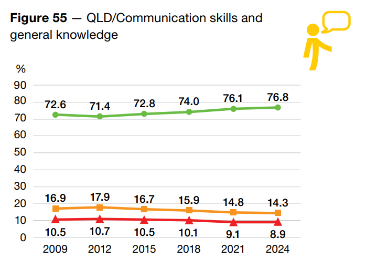 Figure 55 — QLD/Communication skills and
general knowledge
%
90
80
70
60
50
40
30
20
10
0
72.6 71.4 72.8 74.0 76.1 76.8
16.9 17.9 16.7 15.9 14.8 14.3
10.5 10.7 10.5 10.1 9.1 8.9
2009 2012 2015 2018 2021 2024